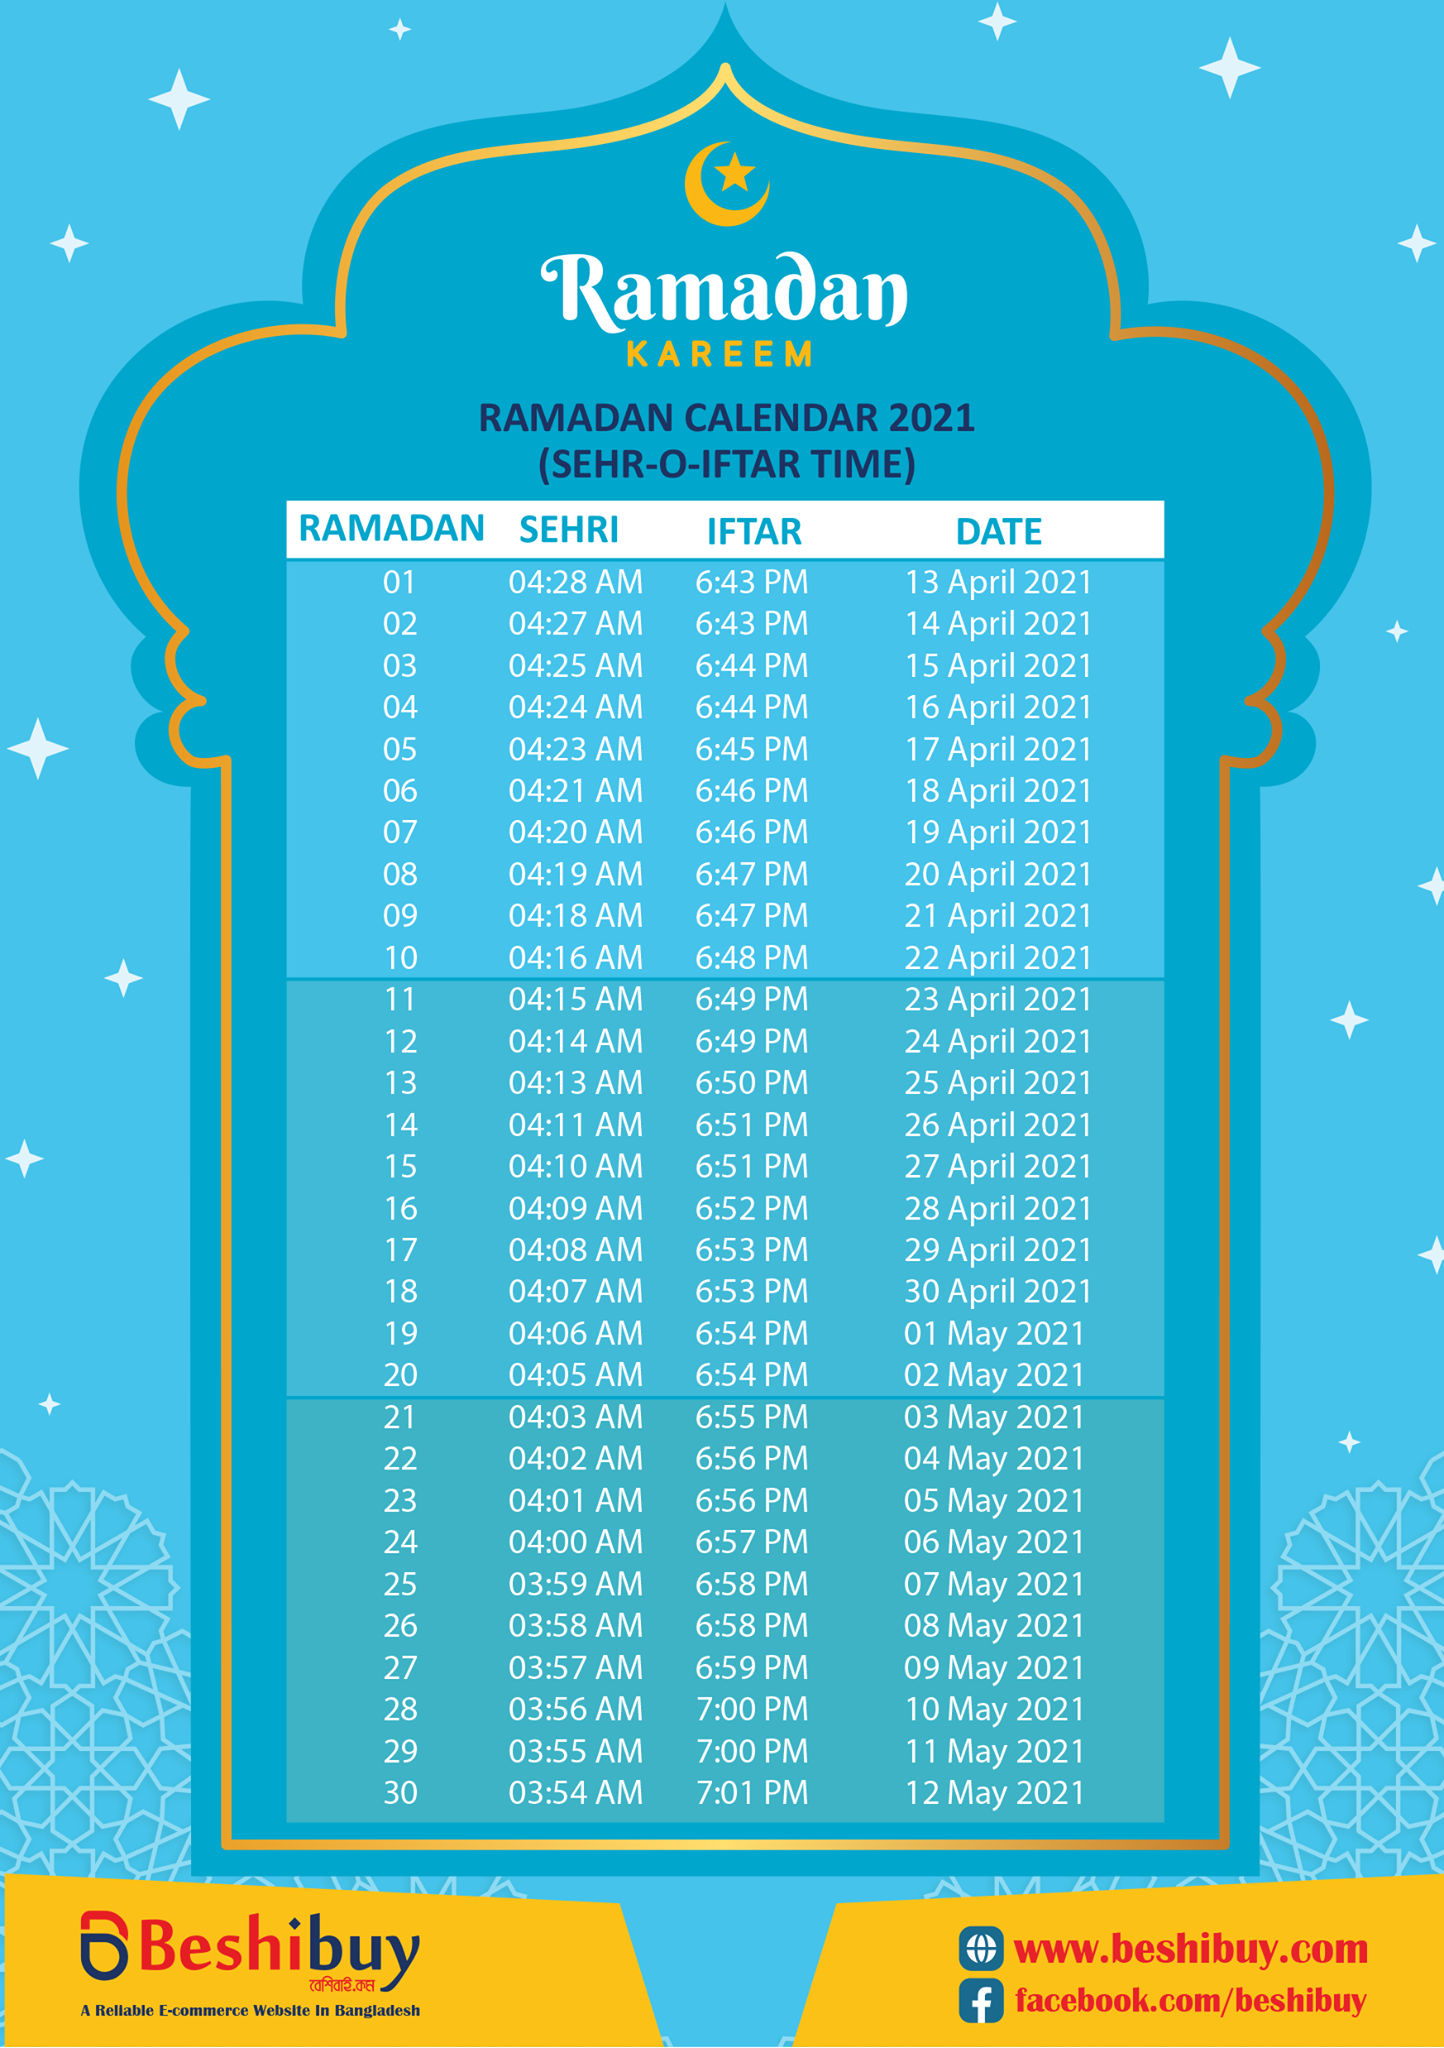 Ramadan
KAREEM
RAMADAN CALENDAR 2021
(SEHR-O-IFTAR TIME)
RAMADAN SEHRI IFTAR DATE
01 04:28 AM 6:43 PM 13 April 2021
02 04:27 AM 6:43 PM 14 April 2021
03 04:25 AM 6:44 PM 15 April 2021
04 04:24 AM 6:44 PM 16 April 2021
05 04:23 AM 6:45 PM 17 April 2021
06 04:21 AM 6:46 PM 18 April 2021
07 04:20 AM 6:46 PM 19 April 2021
08 04:19 AM 6:47 PM 20 April 2021
09 04:18 AM 6:47 PM 21 April 2021
10 04:16 AM 6:48 PM 22 April 2021
11 04:15 AM 6:49 PM 23 April 2021
12 04:14 AM 6:49 PM 24 April 2021
13 04:13 AM 6:50 PM 25 April 2021
14 04:11 AM 6:51 PM 26 April 2021
15 04:10 AM 6:51 PM 27 April 2021
16 04:09 AM 6:52 PM 28 April 2021
17 04:08 AM 6:53 PM 29 April 2021
18 04:07 AM 6:53 PM 30 April 2021
19 04:06 AM 6:54 PM 01 May 2021
20 04:05 AM 6:54 PM 02 May 2021
21 04:03 AM 6:55 PM 03 May 2021
22 04:02 AM 6:56 PM 04 May 2021
23 04:01 AM 6:56 PM 05 May 2021
24 04:00 AM 6:57 PM 06 May 2021
25 03:59 AM 6:58 PM 07 May 2021
26 03:58 AM 6:58 PM 08 May 2021
27 03:57 AM 6:59 PM 09 May 2021
28 03:56 AM 7:00 PM 10 May 2021
29 03:55 AM 7:00 PM 11 May 2021
30 03:54 AM 7:01 PM 12 May 2021
Beshibuy
বেশিবাই.কম
A Reliable E-commerce Website In Bangladesh
www.beshibuy.com
facebook.com/beshibuy